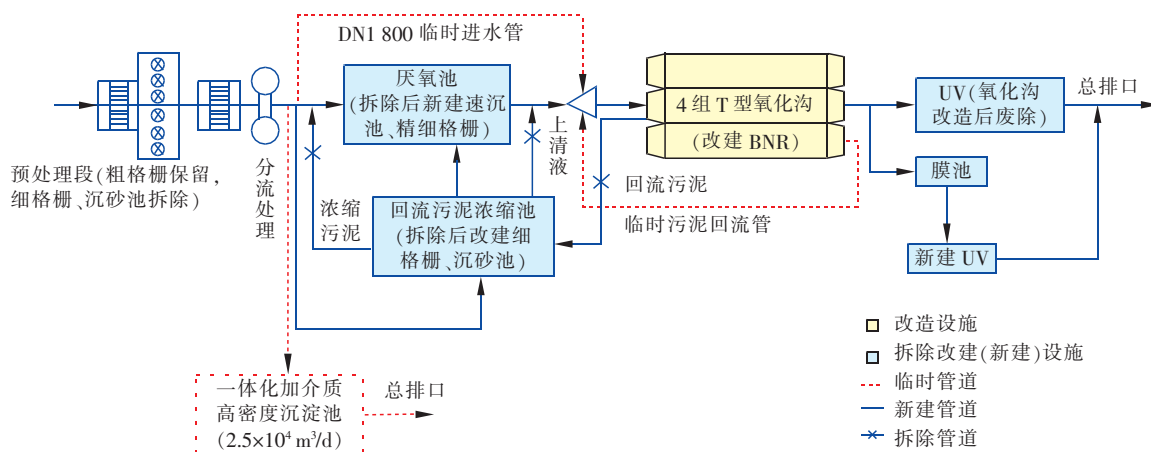 DN1 800 临时进水管
厌氧池
(拆除后新建速沉
池、精细格栅)
上清液
4组T型氧化沟
(改建 BNR)
UV(氧化沟
改造后废除)
总排口
预处理段(粗格栅保留,
细格栅、沉砂池拆除)
分流处理
浓缩
污泥
回流污泥浓缩池
(拆除后改建细
格栅、沉砂池)
回流污泥
临时污泥回流管
膜池
新建 UV
一体化加介质
高密度沉淀池
(2.5×10⁴ m³/d)
总排口
改造设施
拆除改建(新建)设施
临时管道
新建管道
拆除管道